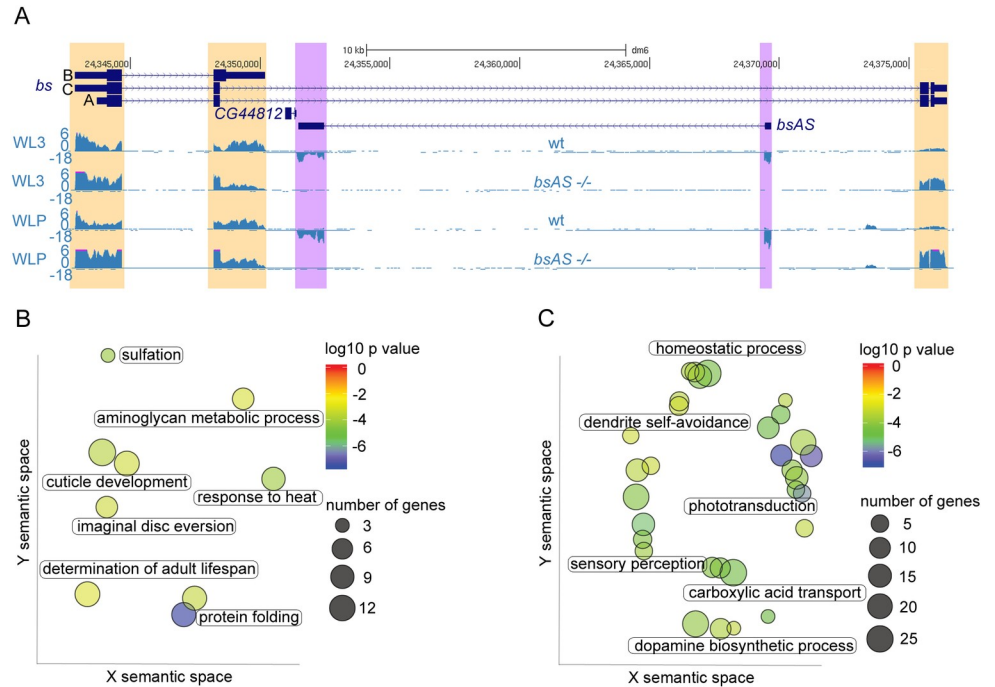 A
10 kb dm6
24,345,000 24,350,000 24,355,000 24,360,000 24,365,000 24,370,000 24,375,000
B
bs C
A
CG44812
bsAS
WL3 6 0 -18 wt
WL3 6 0 -18 bsAS -/-
WLP 6 0 -18 wt
WLP 6 0 -18 bsAS -/-
B
sulfation
aminoglycan metabolic process
cuticle development
response to heat
imaginal disc eversion
determination of adult lifespan
protein folding
Y semantic space
X semantic space
log10 p value
0
-2
-4
-6
number of genes
3
6
9
12
C
homeostatic process
dendrite self-avoidance
phototransduction
sensory perception
carboxylic acid transport
dopamine biosynthetic process
Y semantic space
X semantic space
log10 p value
0
-2
-4
-6
number of genes
5
10
15
20
25